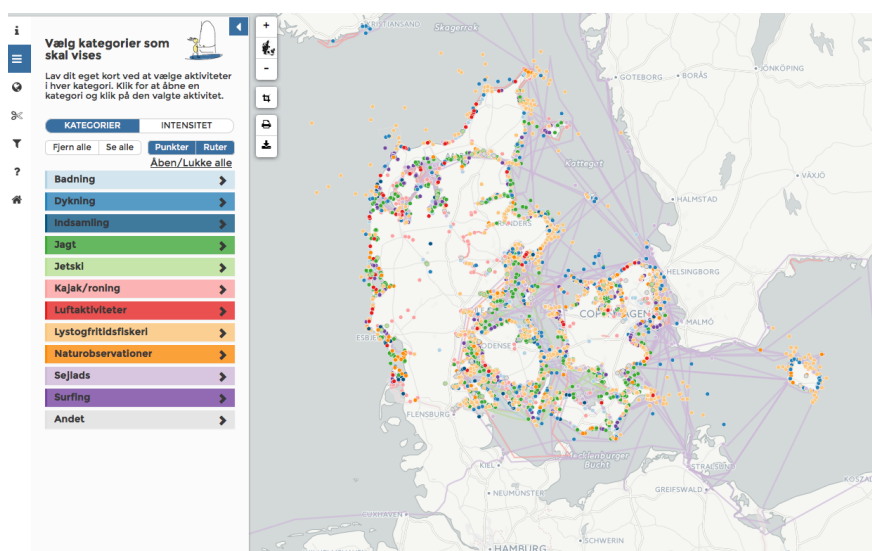 Vælg kategorier som
skal vises
Lav dit eget kort ved at vælge aktiviteter
i hver kategori. Klik for at åbne en
kategori og klik på den valgte aktivitet.
KATEGORIER INTENSITET
Fjern alle Se alle Punkter Ruter
Åben/Lukke alle
Badning
Dykning
Indsamling
Jagt
Jetski
Kajak/roning
Luftaktiviteter
Lystogfritidsfiskeri
Naturobservationer
Sejlads
Surfing
Andet
KRISTIANSAND
Skagerrak
GOTEBORG
BORÅS
JÖNKÖPING
Kattegat
VÄXJÖ
HALMSTAD
HELSINGBORG
MALMÖ
ODENSE
FLENSBURG
Mecklenburger
Bucht
KIEL
STRALSUND
NEUMÜNSTER
GREIFSWALD
CUXHAVEN
SCHWERIN
HAMBURG